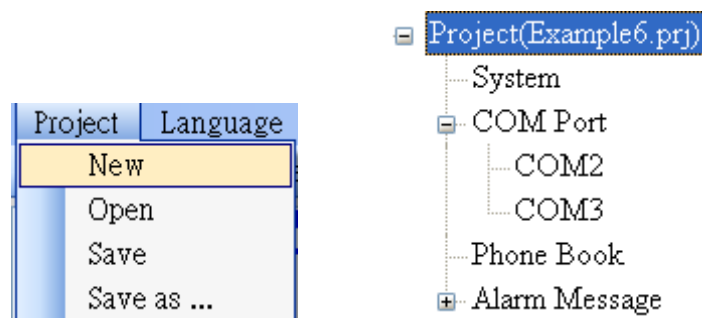 Project Language
New
Open
Save
Save as ...
Project(Example6.prj)
System
COM Port
COM2
COM3
Phone Book
Alarm Message